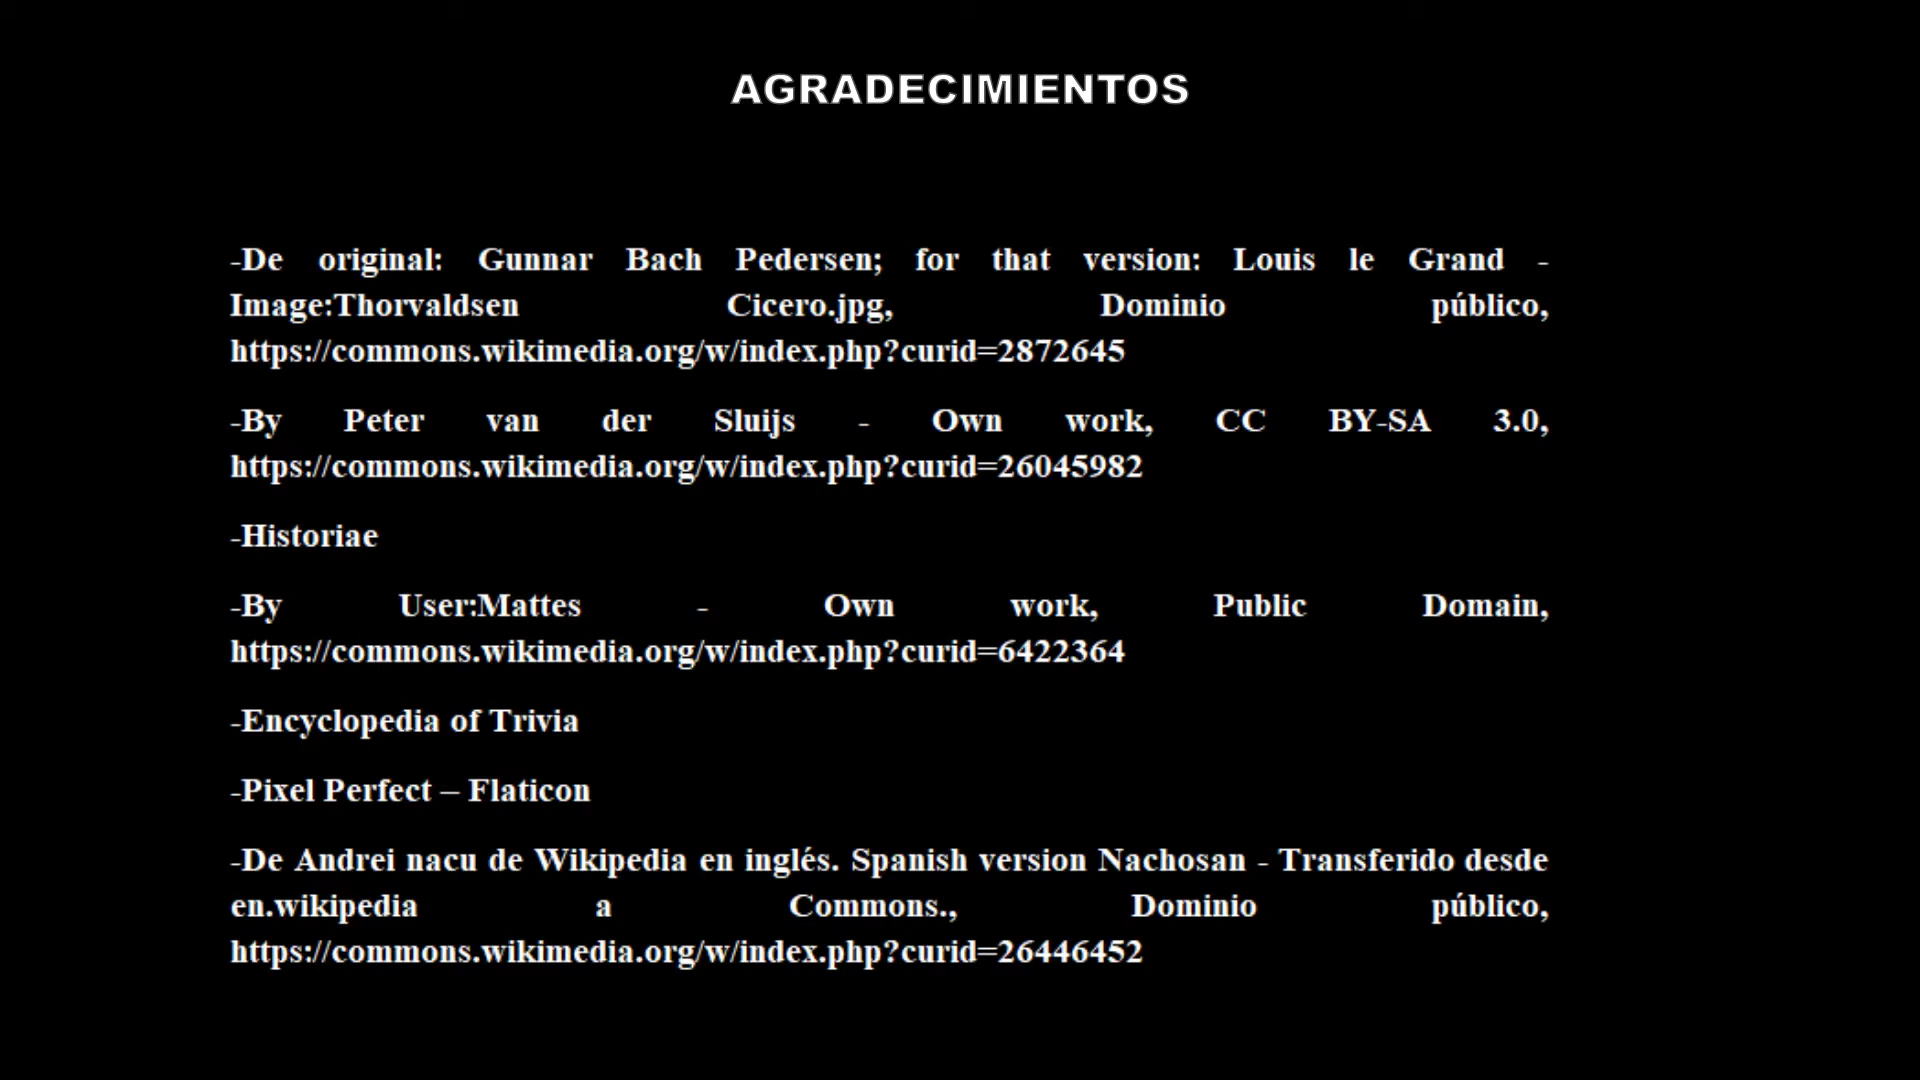 AGRADECIMIENTOS
-De original: Gunnar Bach Pedersen; for that version: Louis le Grand -
Image:Thorvaldsen Cicero.jpg, Dominio público,
https://commons.wikimedia.org/w/index.php?curid=2872645
-By Peter van der Sluijs - Own work, CC BY-SA 3.0,
https://commons.wikimedia.org/w/index.php?curid=26045982
-Historiae
-By User:Mattes - Own work, Public Domain,
https://commons.wikimedia.org/w/index.php?curid=6422364
-Encyclopedia of Trivia
-Pixel Perfect – Flaticon
-De Andrei nacu de Wikipedia en inglés. Spanish version Nachosan - Transferido desde
en.wikipedia a Commons., Dominio público,
https://commons.wikimedia.org/w/index.php?curid=26446452